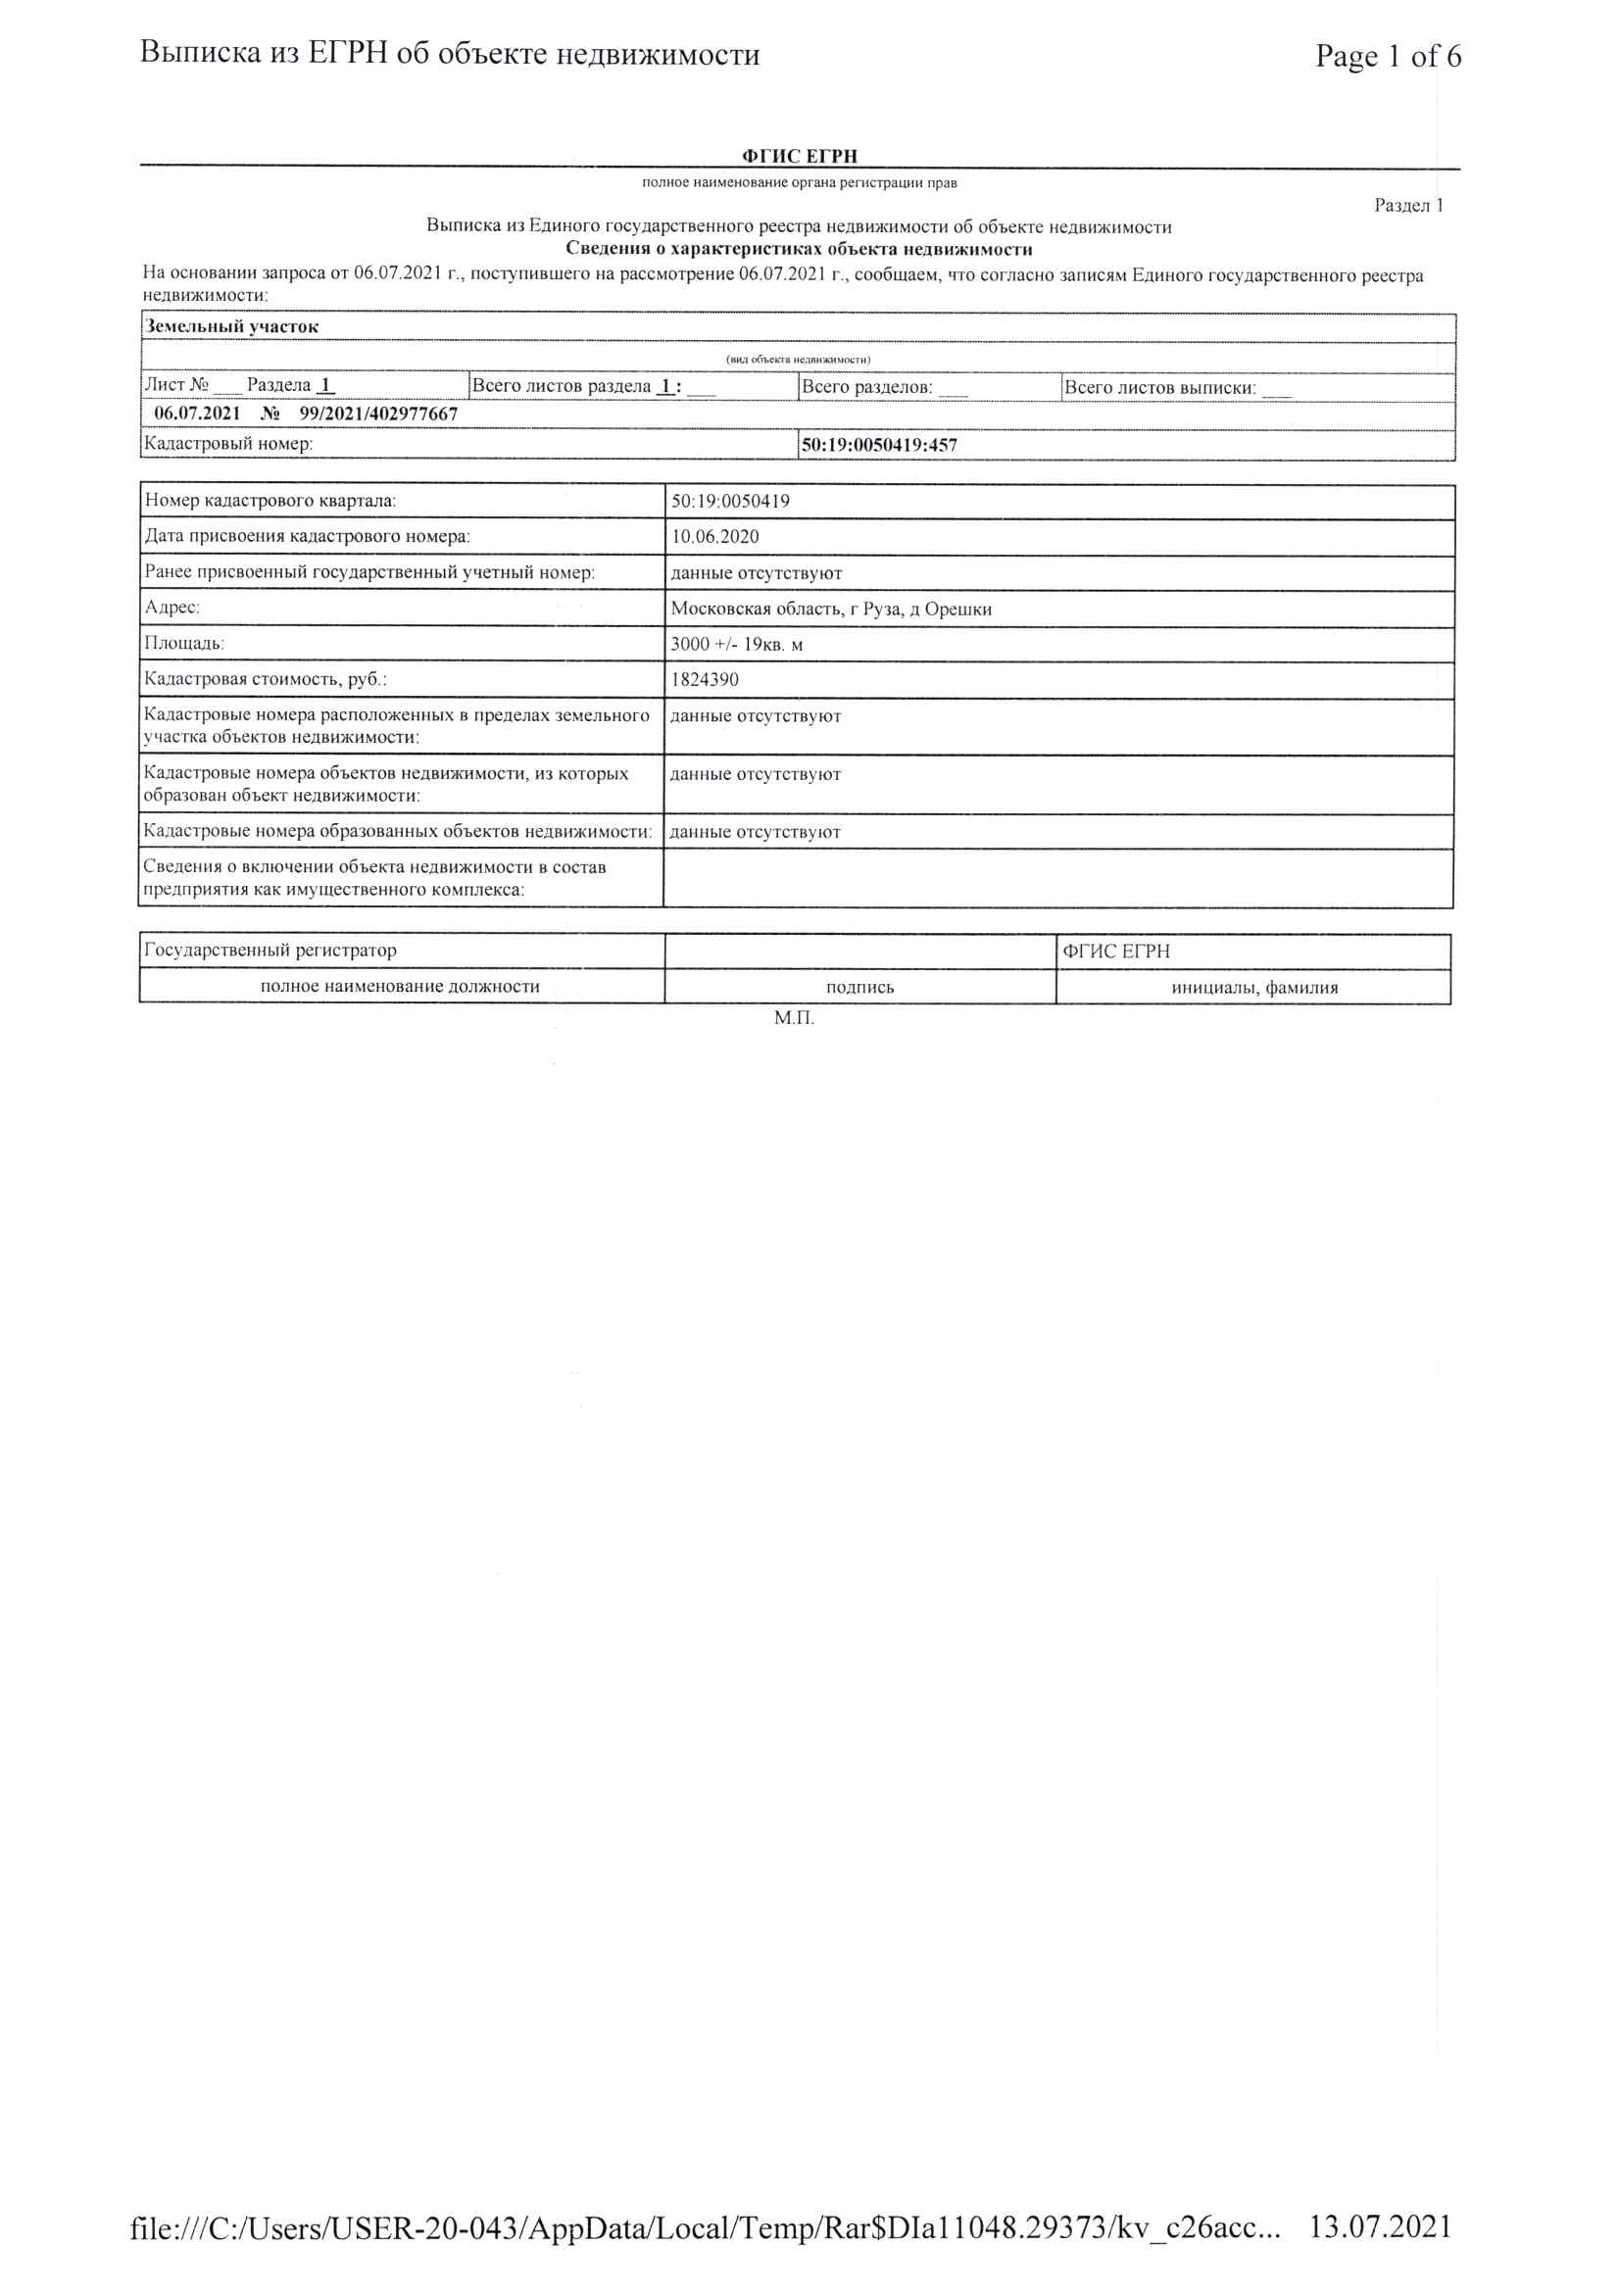 Выписка из ЕГРН об объекте недвижимости Page 1 of 6
ФГИС ЕГРН
полное наименование органа регистрации прав
Раздел 1
Выписка из Единого государственного реестра недвижимости об объекте недвижимости
Сведения о характеристиках объекта недвижимости
На основании запроса от 06.07.2021 г., поступившего на рассмотрение 06.07.2021 г., сообщаем, что согласно записям Единого государственного реестра
недвижимости:
Земельный участок
(вид объекта недвижимости)
Лист № ___ Раздела 1 Всего листов раздела 1 : ___ Всего разделов: ___ Всего листов выписки: ___
06.07.2021 № 99/2021/402977667
Кадастровый номер: 50:19:0050419:457
Номер кадастрового квартала: 50:19:0050419
Дата присвоения кадастрового номера: 10.06.2020
Ранее присвоенный государственный учетный номер: данные отсутствуют
Адрес: Московская область, г Руза, д Орешки
Площадь: 3000 +/- 19кв. м
Кадастровая стоимость, руб.: 1824390
Кадастровые номера расположенных в пределах земельного данные отсутствуют
участка объектов недвижимости:
Кадастровые номера объектов недвижимости, из которых данные отсутствуют
образован объект недвижимости:
Кадастровые номера образованных объектов недвижимости: данные отсутствуют
Сведения о включении объекта недвижимости в состав
предприятия как имущественного комплекса:
Государственный регистратор ФГИС ЕГРН
полное наименование должности подпись инициалы, фамилия
М.П.
file:///C:/Users/USER-20-043/AppData/Local/Temp/Rar$DIa11048.29373/kv_c26acc... 13.07.2021